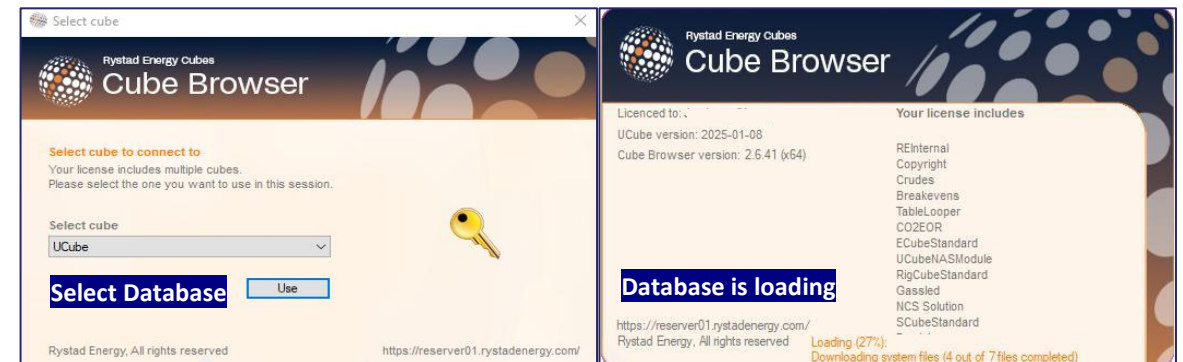 Select cube
Rystad Energy Cubes
Cube Browser
Select cube to connect to
Your license includes multiple cubes.
Please select the one you want to use in this session.
Select cube
UCube
Select Database
Use
Rystad Energy, All rights reserved
https://reserver01.rystadenergy.com/
Rystad Energy Cubes
Cube Browser
Licenced to:
UCube version: 2025-01-08
Cube Browser version: 2.6.41 (x64)
Your license includes
REInternal
Copyright
Crudes
Breakevens
TableLooper
CO2EOR
ECubeStandard
UCubeNASModule
RigCubeStandard
Gassled
NCS Solution
SCubeStandard
Database is loading
https://reserver01.rystadenergy.com/
Rystad Energy, All rights reserved
Loading (27%):
Downloading system files (4 out of 7 files completed)